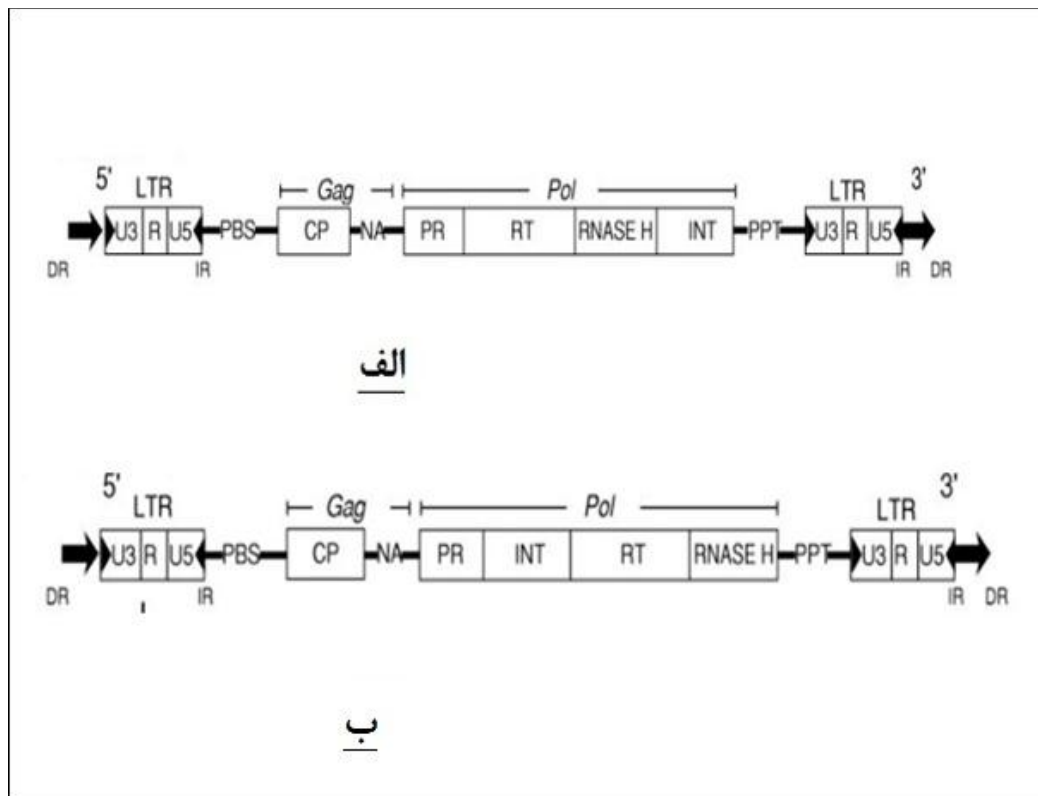 5' 3'
LTR Gag Pol LTR
U3 R U5 PBS CP NA PR RT RNASE H INT PPT U3 R U5
DR IR IR DR
الف
5' 3'
LTR Gag Pol LTR
U3 R U5 PBS CP NA PR INT RT RNASE H PPT U3 R U5
DR IR IR DR
ب